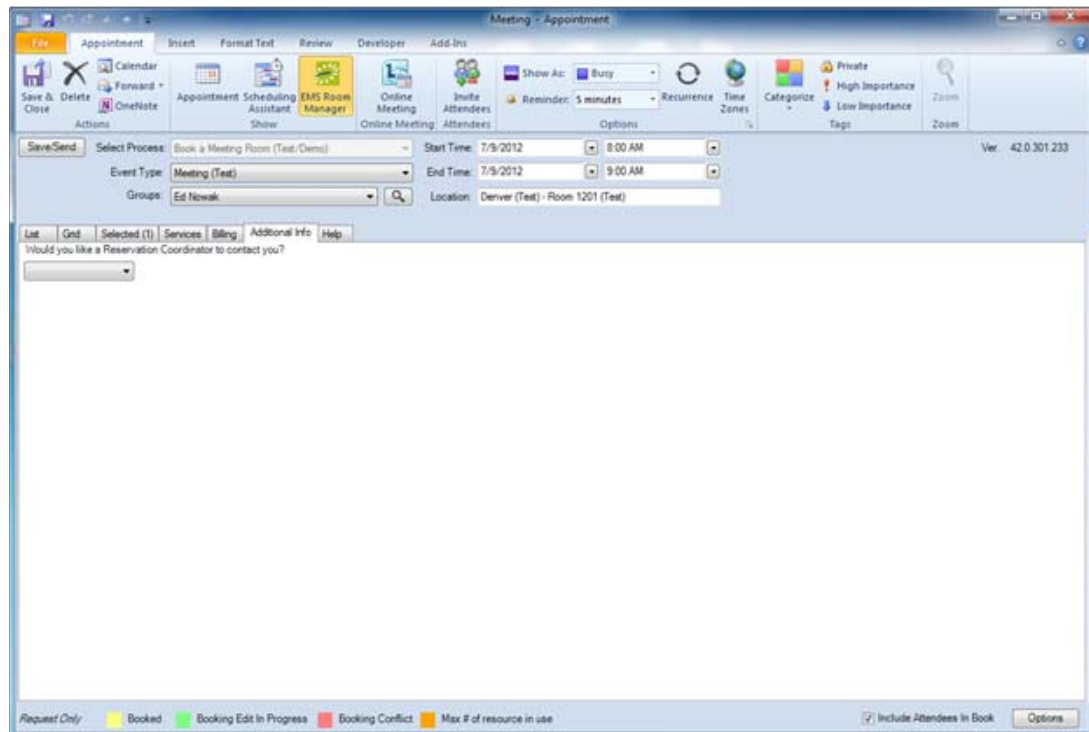 Meeting - Appointment
File Appointment Insert Format Text Review Developer Add-Ins
Save & Close
Delete
Calendar
Forward
OneNote
Actions
Appointment
Scheduling Assistant
EMS Room Manager
Show
Online Meeting
Online Meeting
Invite Attendees
Attendees
Show As: Busy
Reminder: 5 minutes
Recurrence
Time Zones
Options
Categorize
Private
High Importance
Low Importance
Tags
Zoom
Zoom
Save/Send Select Process: Book a Meeting Room (Test/Demo) Start Time: 7/9/2012 8:00 AM Ver. 42.0.301.233
Event Type: Meeting (Test) End Time: 7/9/2012 9:00 AM
Groups: Ed Nowak Location: Denver (Test) - Room 1201 (Test)
List Grid Selected (1) Services Billing Additional Info Help
Would you like a Reservation Coordinator to contact you?
Request Only Booked Booking Edit In Progress Booking Conflict Max # of resource in use Include Attendees In Book Options